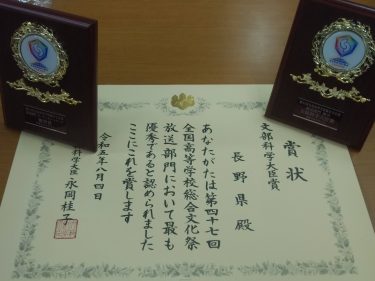 賞状
文部科学大臣賞
長野県殿
あなたがたは第四十七回
全国高等学校総合文化祭
放送部門において最も
優秀であると認められました
ここにこれを賞します
令和五年八月四日
科学大臣 永岡桂子